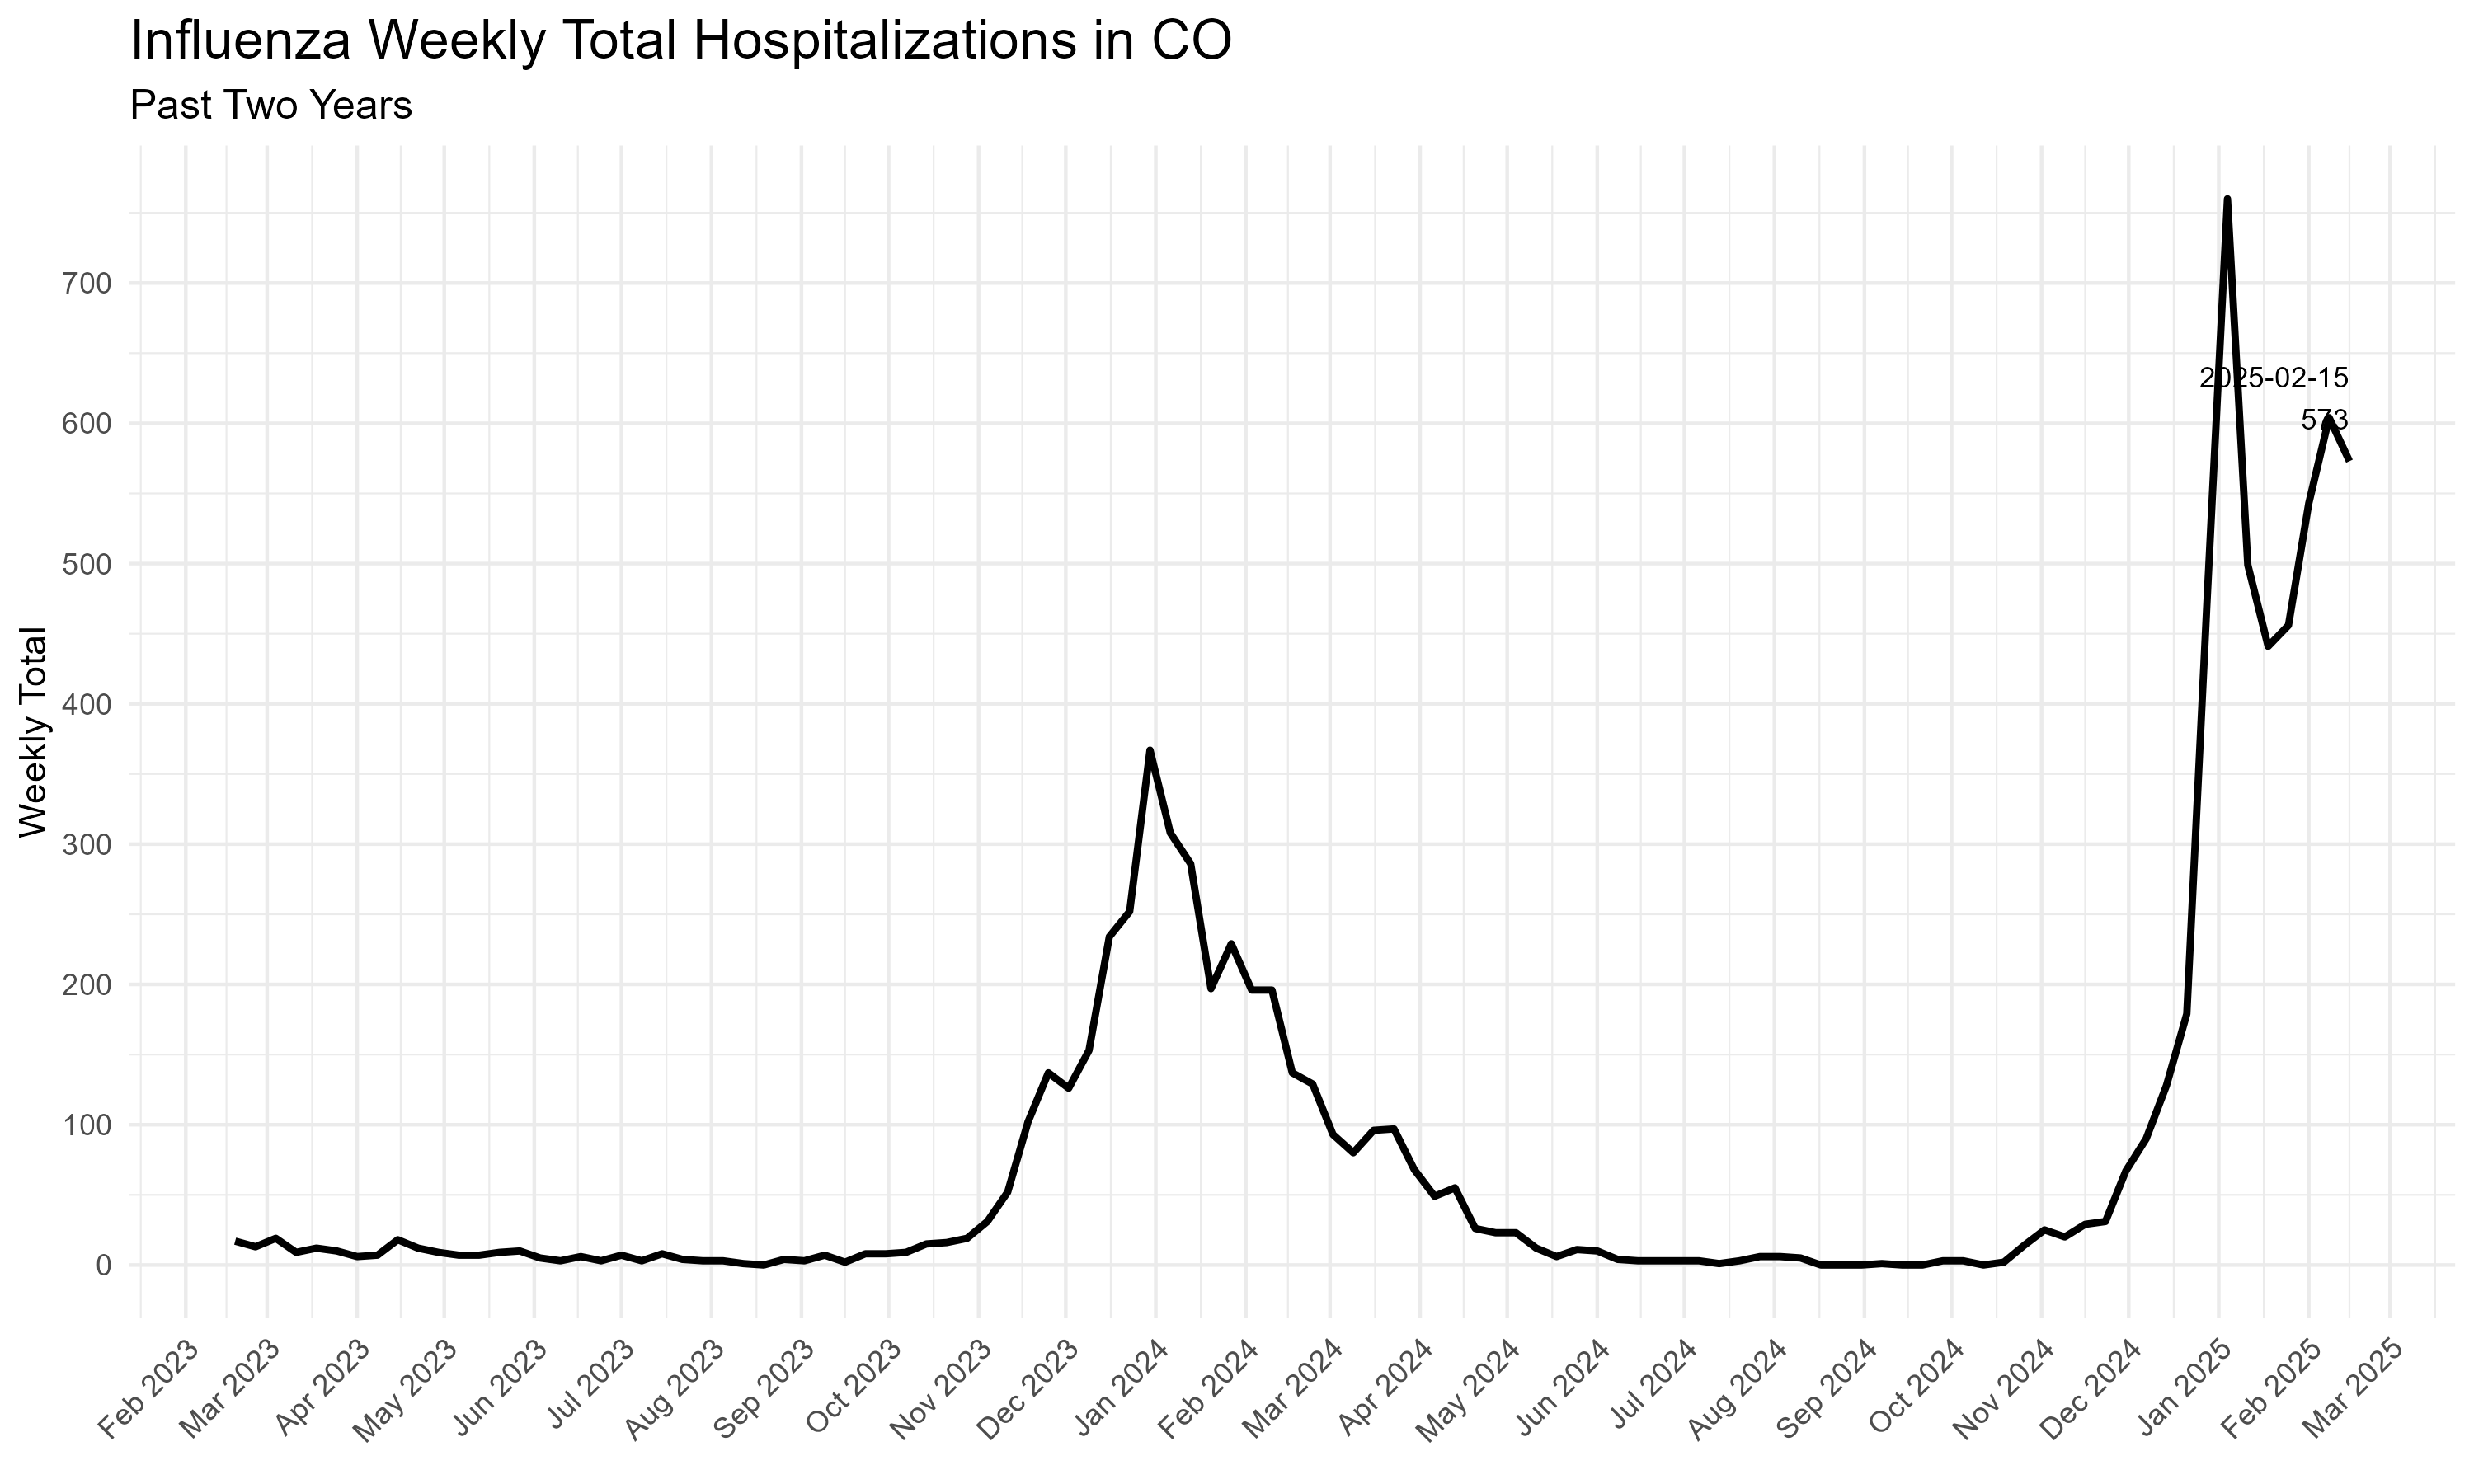 Influenza Weekly Total Hospitalizations in CO
Past Two Years
Weekly Total
700
600
500
400
300
200
100
0
2025-02-15
573
Feb 2023
Mar 2023
Apr 2023
May 2023
Jun 2023
Jul 2023
Aug 2023
Sep 2023
Oct 2023
Nov 2023
Dec 2023
Jan 2024
Feb 2024
Mar 2024
Apr 2024
May 2024
Jun 2024
Jul 2024
Aug 2024
Sep 2024
Oct 2024
Nov 2024
Dec 2024
Jan 2025
Feb 2025
Mar 2025